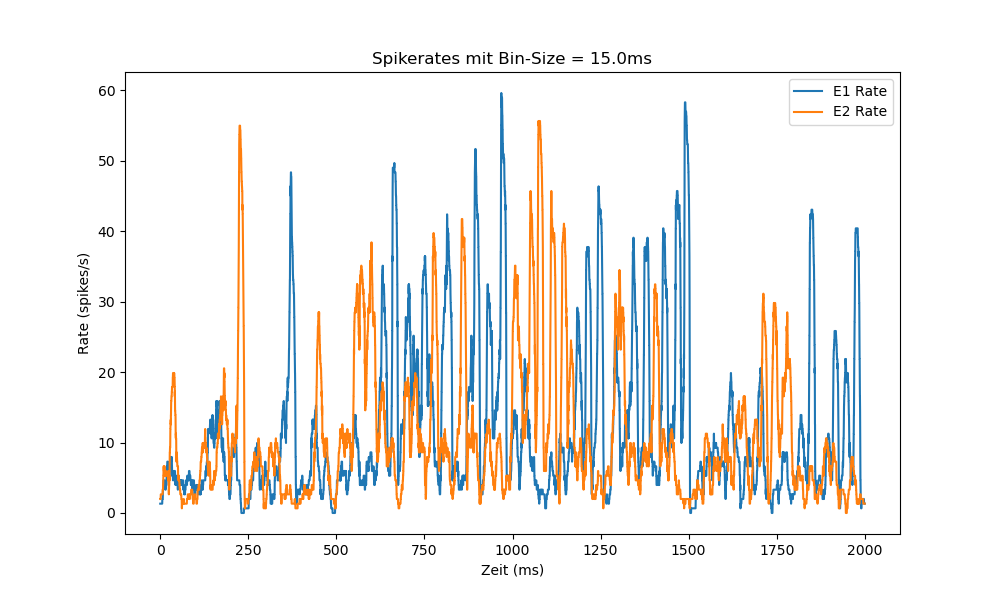 Spikerates mit Bin-Size = 15.0ms
E1 Rate
E2 Rate
60
50
40
30
20
10
0
Rate (spikes/s)
0 250 500 750 1000 1250 1500 1750 2000
Zeit (ms)